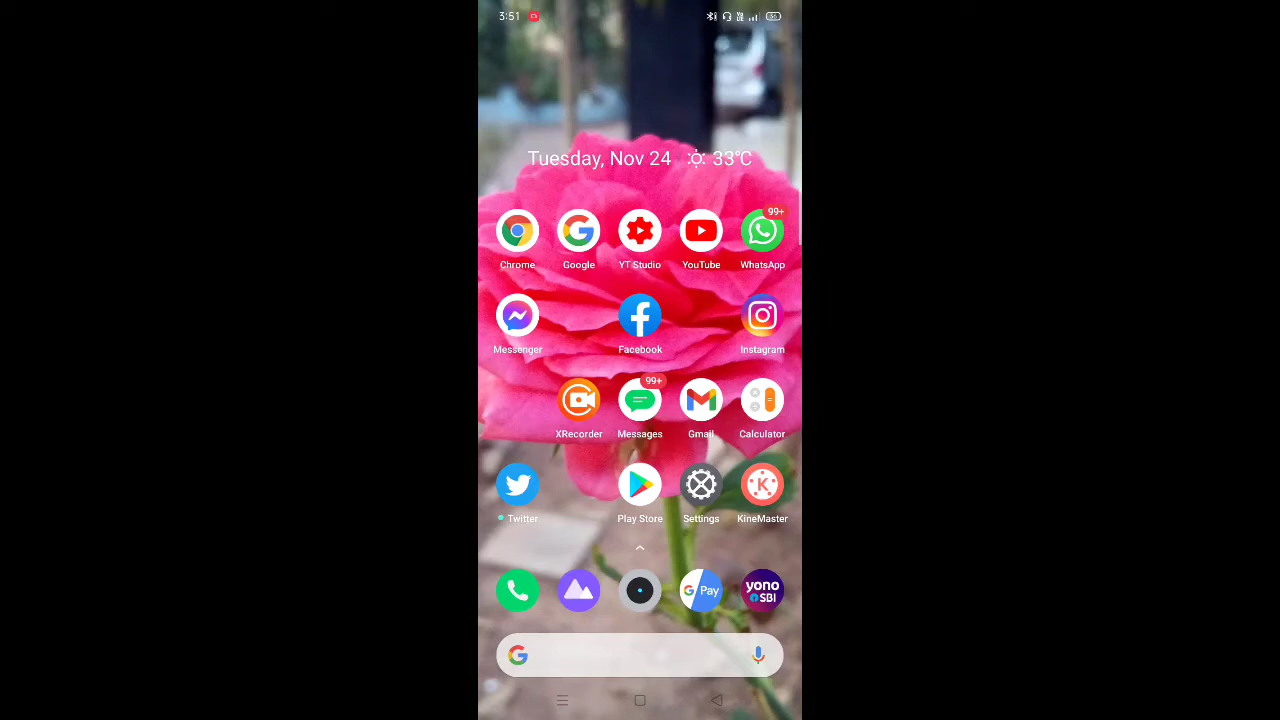 3:51
Tuesday, Nov 24 33°C
99+
Chrome Google YT Studio YouTube WhatsApp
Messenger Facebook Instagram
99+
XRecorder Messages Gmail Calculator
Twitter Play Store Settings KineMaster
G Pay yono SBI